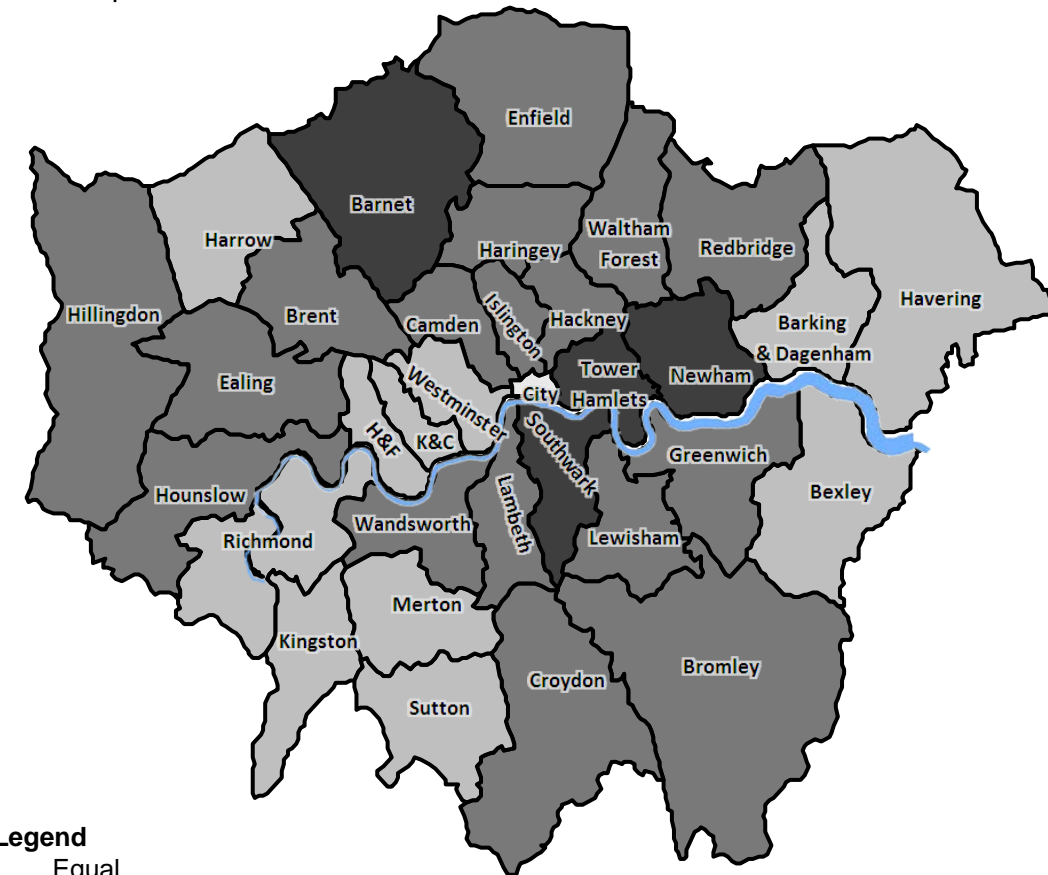 Enfield
Barnet
Waltham
Forest
Haringey
Redbridge
Harrow
Havering
Hillingdon
Brent
Camden
Islington
Hackney
Barking
& Dagenham
Ealing
Westminster
Tower
Hamlets
Newham
City
H&F
K&C
Southwark
Greenwich
Hounslow
Bexley
Wandsworth
Lambeth
Richmond
Lewisham
Merton
Kingston
Bromley
Croydon
Sutton
Legend
Equal